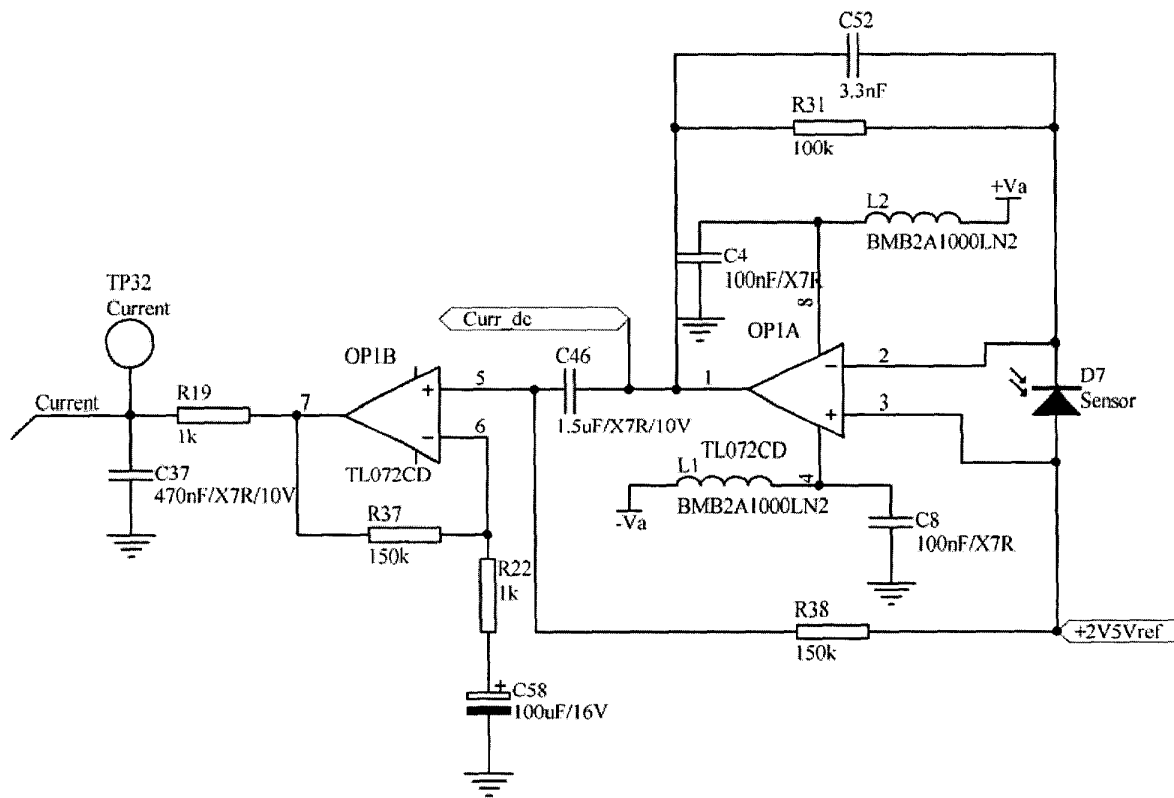 C52
3.3nF
R31
100k
+Va
L2
BMB2A1000LN2
C4
100nF/X7R
8
TP32
Current
Curr_dc
OP1A
OP1B
C46
5
1
2
D7
Sensor
3
R19
Current
7
1k
6
1.5uF/X7R/10V
TL072CD
TL072CD
C37
470nF/X7R/10V
L1
4
-Va
BMB2A1000LN2
C8
100nF/X7R
R37
150k
R22
1k
R38
150k
+2V5Vref
+
C58
100uF/16V